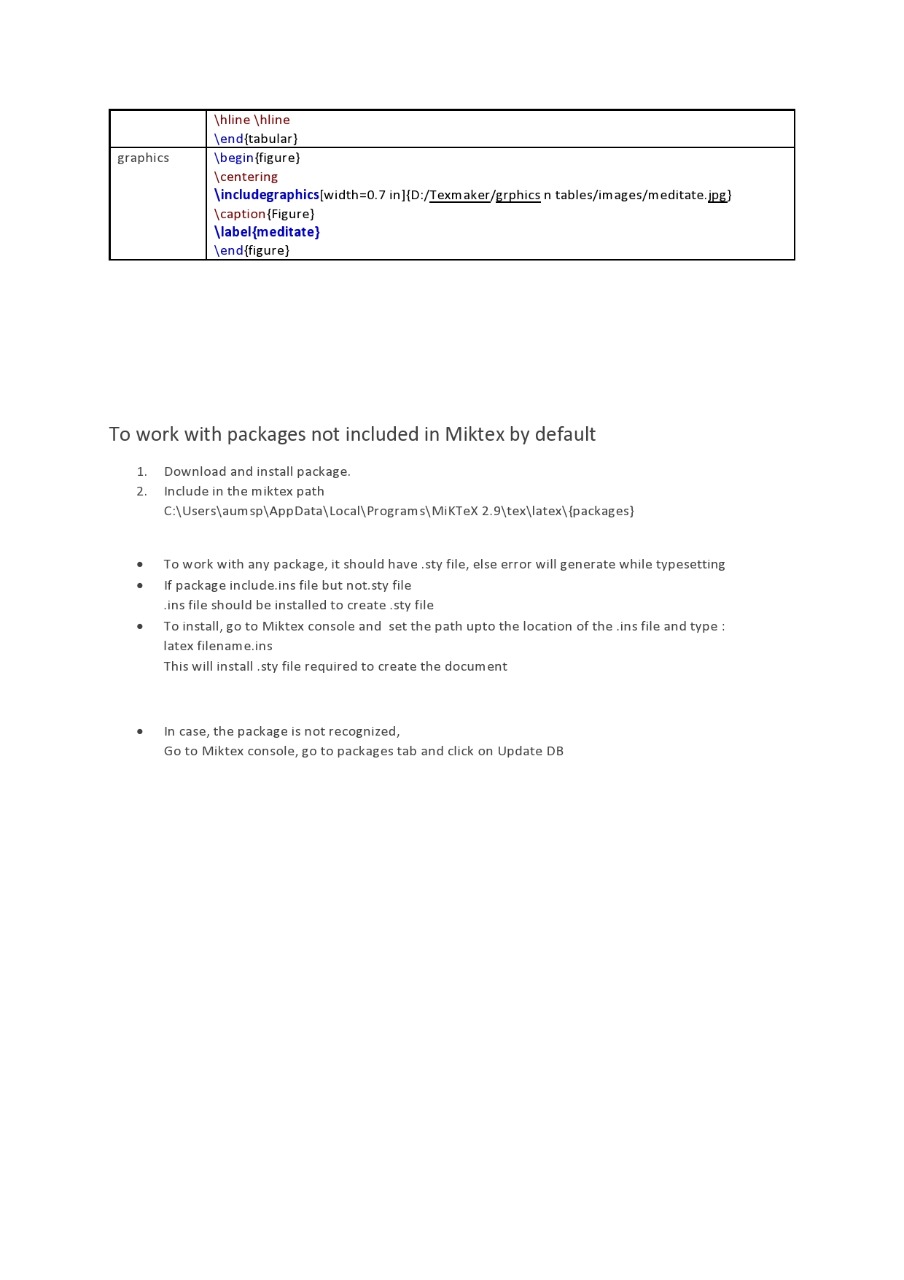 \hline \hline
\end{tabular}
graphics
\begin{figure}
\centering
\includegraphics[width=0.7 in]{D:/Texmaker/grphics n tables/images/meditate.jpg}
\caption{Figure}
\label{meditate}
\end{figure}
To work with packages not included in Miktex by default
1. Download and install package.
2. Include in the miktex path
C:\Users\aumsp\AppData\Local\Programs\MiKTeX 2.9\tex\latex\{packages}
• To work with any package, it should have .sty file, else error will generate while typesetting
• If package include.ins file but not.sty file
.ins file should be installed to create .sty file
• To install, go to Miktex console and  set the path upto the location of the .ins file and type :
latex filename.ins
This will install .sty file required to create the document
• In case, the package is not recognized,
Go to Miktex console, go to packages tab and click on Update DB